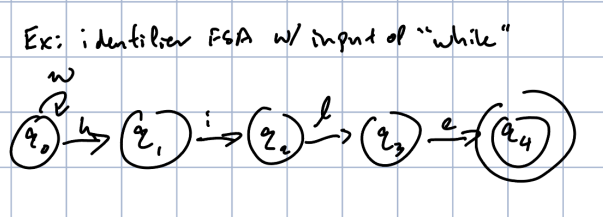 Ex: identifier FSA w/ input of "while"
w
q0 h q1 i q2 l q3 e q4